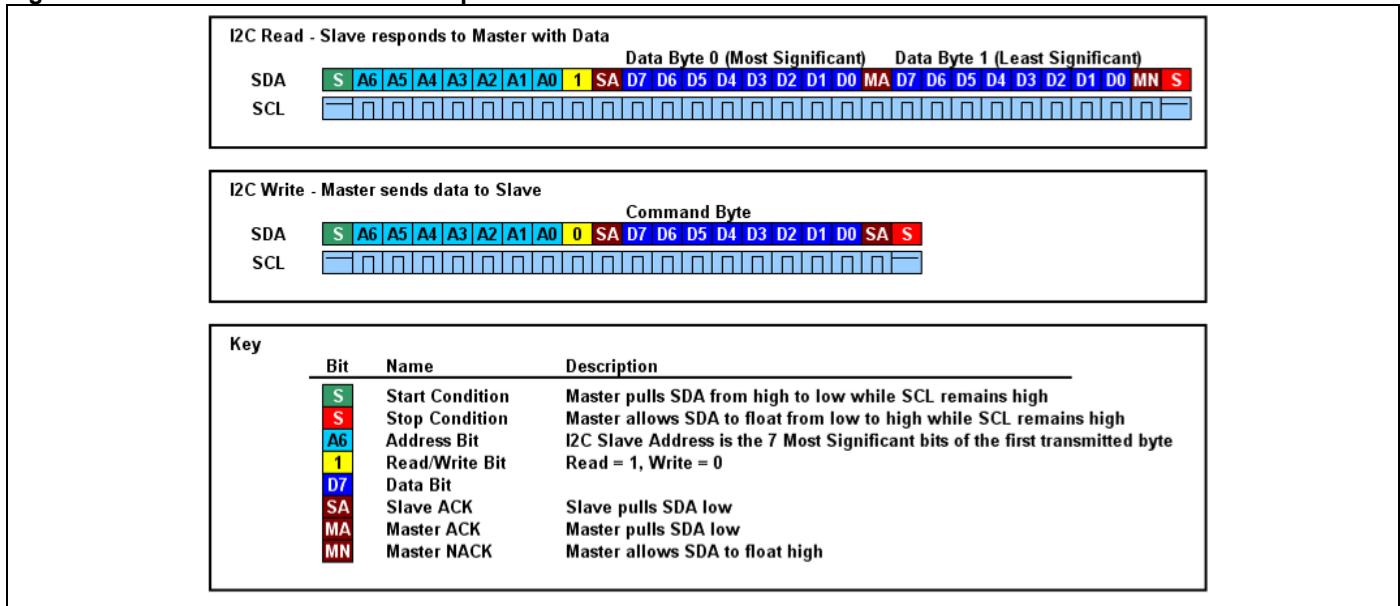 I2C Read - Slave responds to Master with Data
Data Byte 0 (Most Significant) Data Byte 1 (Least Significant)
SDA S A6 A5 A4 A3 A2 A1 A0 1 SA D7 D6 D5 D4 D3 D2 D1 D0 MA D7 D6 D5 D4 D3 D2 D1 D0 MN S
SCL
I2C Write - Master sends data to Slave
Command Byte
SDA S A6 A5 A4 A3 A2 A1 A0 0 SA D7 D6 D5 D4 D3 D2 D1 D0 SA S
SCL
Key
Bit Name Description
S Start Condition Master pulls SDA from high to low while SCL remains high
S Stop Condition Master allows SDA to float from low to high while SCL remains high
A6 Address Bit I2C Slave Address is the 7 Most Significant bits of the first transmitted byte
1 Read/Write Bit Read = 1, Write = 0
D7 Data Bit
SA Slave ACK Slave pulls SDA low
MA Master ACK Master pulls SDA low
MN Master NACK Master allows SDA to float high